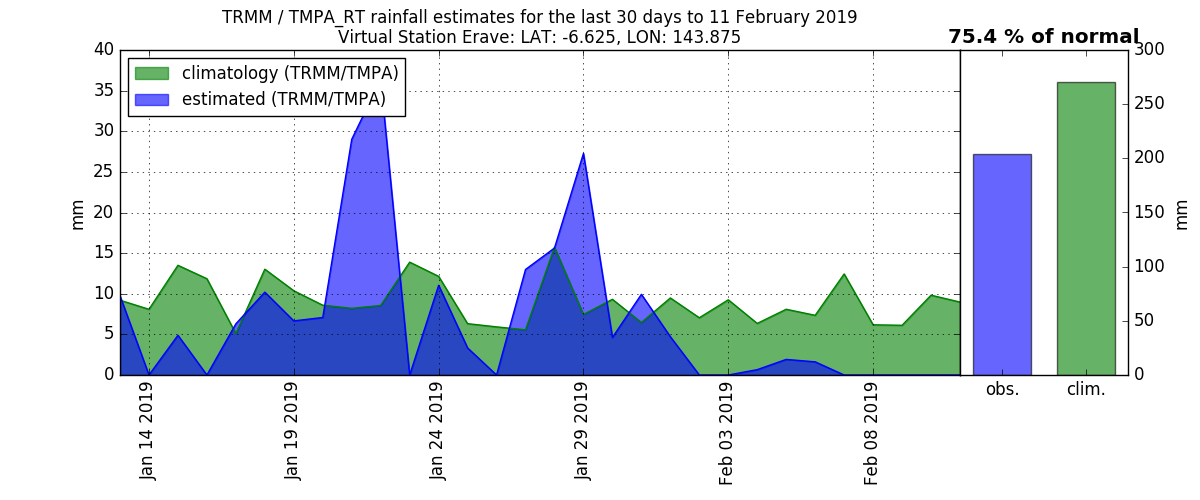 TRMM / TMPA_RT rainfall estimates for the last 30 days to 11 February 2019
Virtual Station Erave: LAT: -6.625, LON: 143.875
75.4 % of normal
climatology (TRMM/TMPA)
estimated (TRMM/TMPA)
mm
40
35
30
25
20
15
10
5
0
Jan 14 2019
Jan 19 2019
Jan 24 2019
Jan 29 2019
Feb 03 2019
Feb 08 2019
obs.
clim.
300
250
200
150
100
50
0
mm